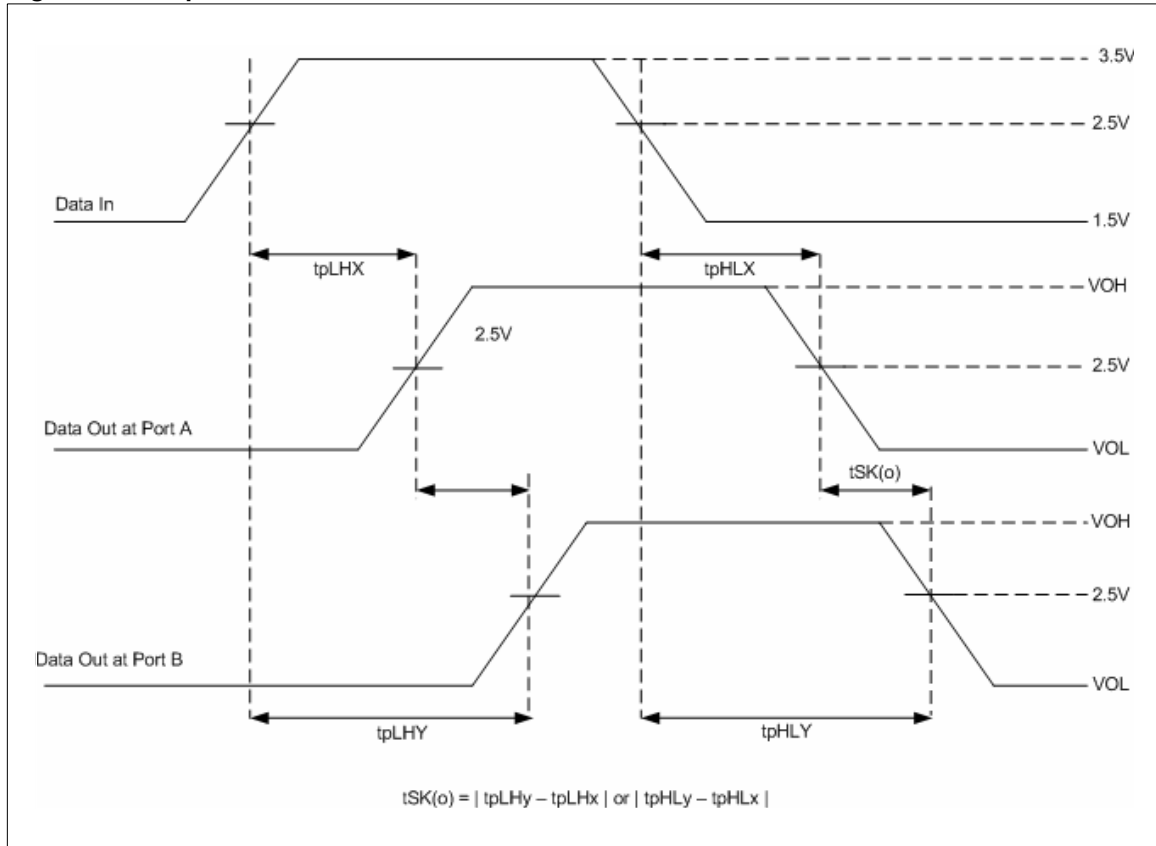 3.5V
2.5V
Data In
1.5V
tpLHX
tpHLX
VOH
2.5V
2.5V
Data Out at Port A
VOL
tSK(o)
VOH
2.5V
Data Out at Port B
VOL
tpLHY
tpHLY
tSK(o) = | tpLHy – tpLHx | or | tpHLy – tpHLx |